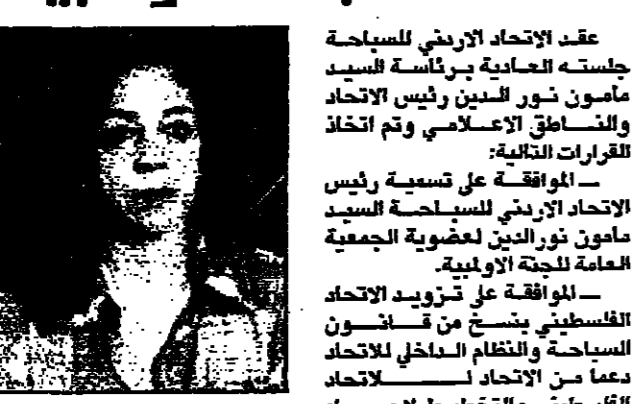 عقد الاتحاد الاردني للسباحة
جلسته العادية برئاسة السيد
مامون نور الدين رئيس الاتحاد
والناطق الاعلامي وتم اتخاذ
القرارات التالية:
— الموافقة على تسمية رئيس
الاتحاد الاردني للسباحة السيد
مامون نور الدين لعضوية الجمعية
العامة للجنة الاولمبية.
— الموافقة على تزويد الاتحاد
الفلسطيني بنسخ من قانون
السباحة والنظام الداخلي للاتحاد
دعماً من الاتحاد للاتحاد